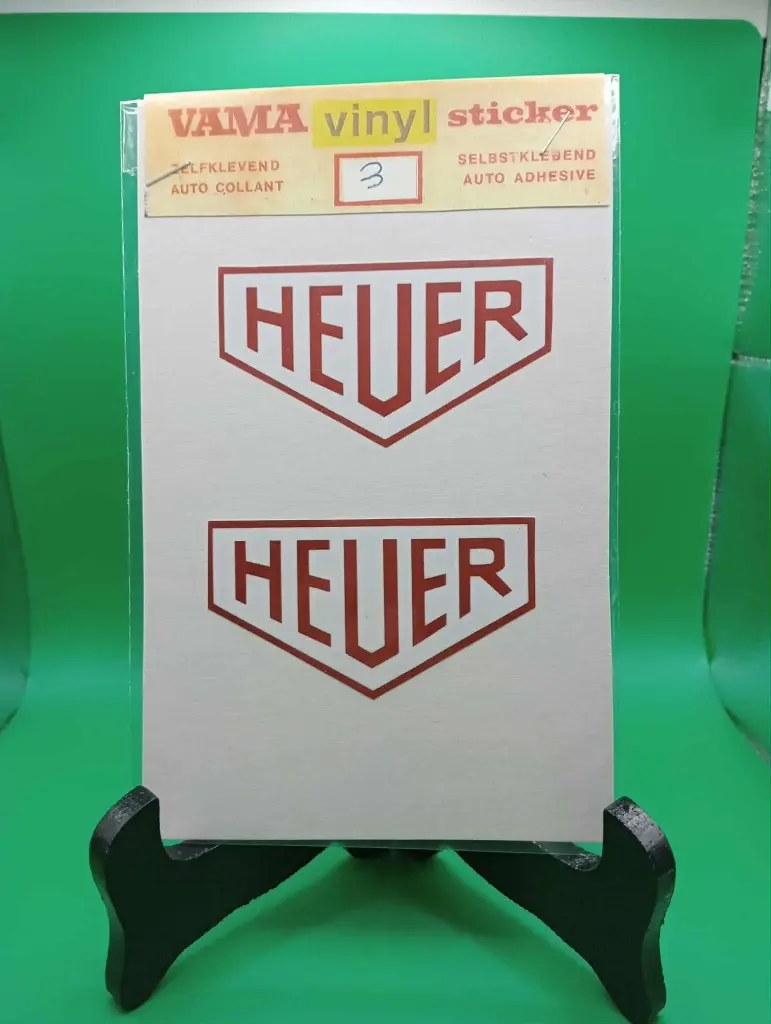 VAMA vinyl sticker
ZELFKLEVEND
AUTO COLLANT
3
SELBSTKLEBEND
AUTO ADHESIVE
HEUER
HEUER